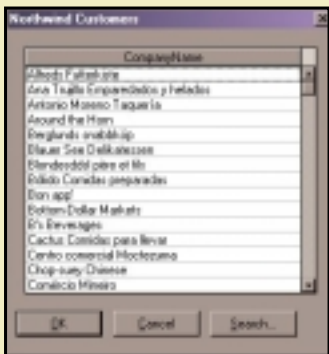 Northwind Customers
CompanyName
Alfreds Futterkiste
Ana Trujillo Emparedados y helados
Antonio Moreno Taquería
Around the Horn
Berglunds snabbköp
Blauer See Delikatessen
Blondesddsl père et fils
Bólido Comidas preparadas
Bon app'
Bottom-Dollar Markets
B's Beverages
Cactus Comidas para llevar
Centro comercial Moctezuma
Chop-suey Chinese
Comércio Mineiro
OK
Cancel
Search...